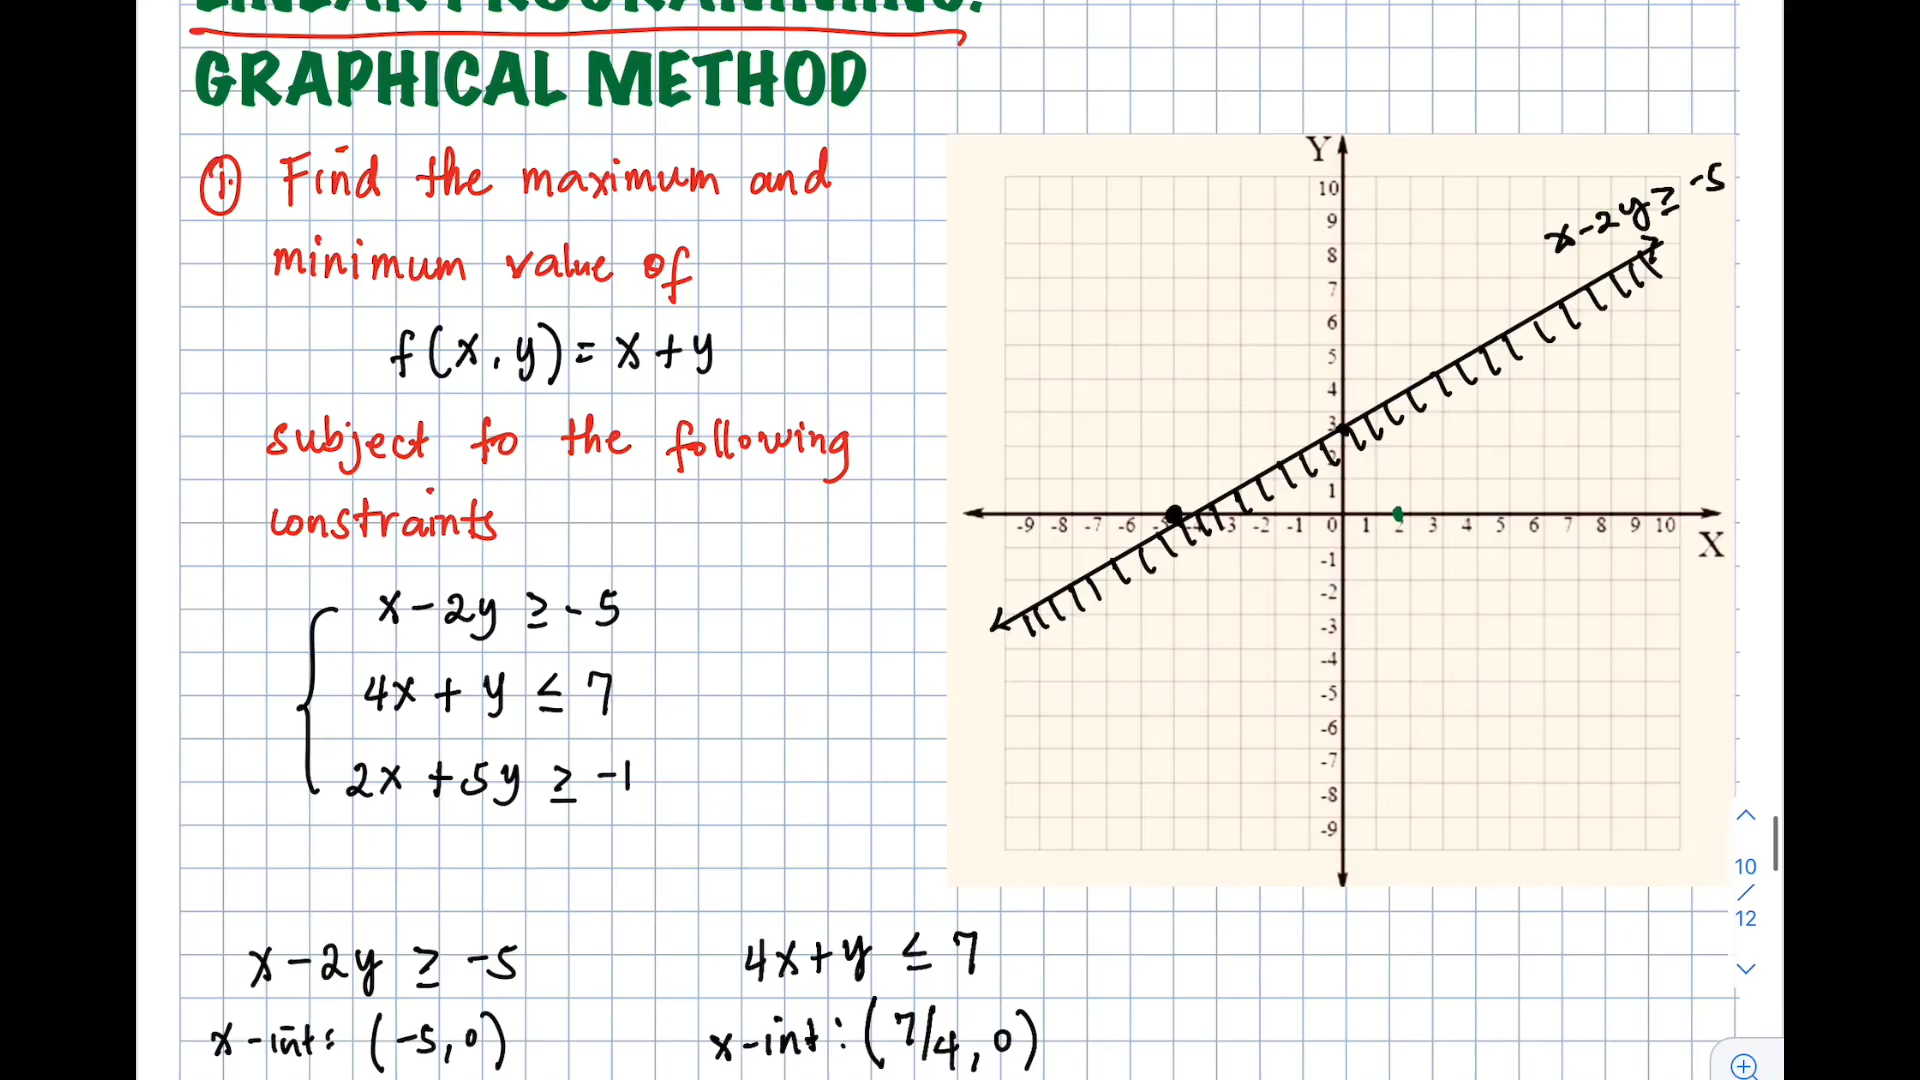 LINEAR PROGRAMMING:
GRAPHICAL METHOD
1. Find the maximum and
minimum value of
f(x,y) = x + y
subject to the following
constraints
x - 2y ≥ -5
4x + y ≤ 7
2x + 5y ≥ -1
x - 2y ≥ -5
x-int: (-5,0)
4x + y ≤ 7
x-int: (7/4, 0)
Y
x - 2y ≥ -5
10
9
8
7
6
5
4
3
2
1
-9 -8 -7 -6 -5 -4 -3 -2 -1 0 1 2 3 4 5 6 7 8 9 10
X
-1
-2
-3
-4
-5
-6
-7
-8
-9
10
/
12